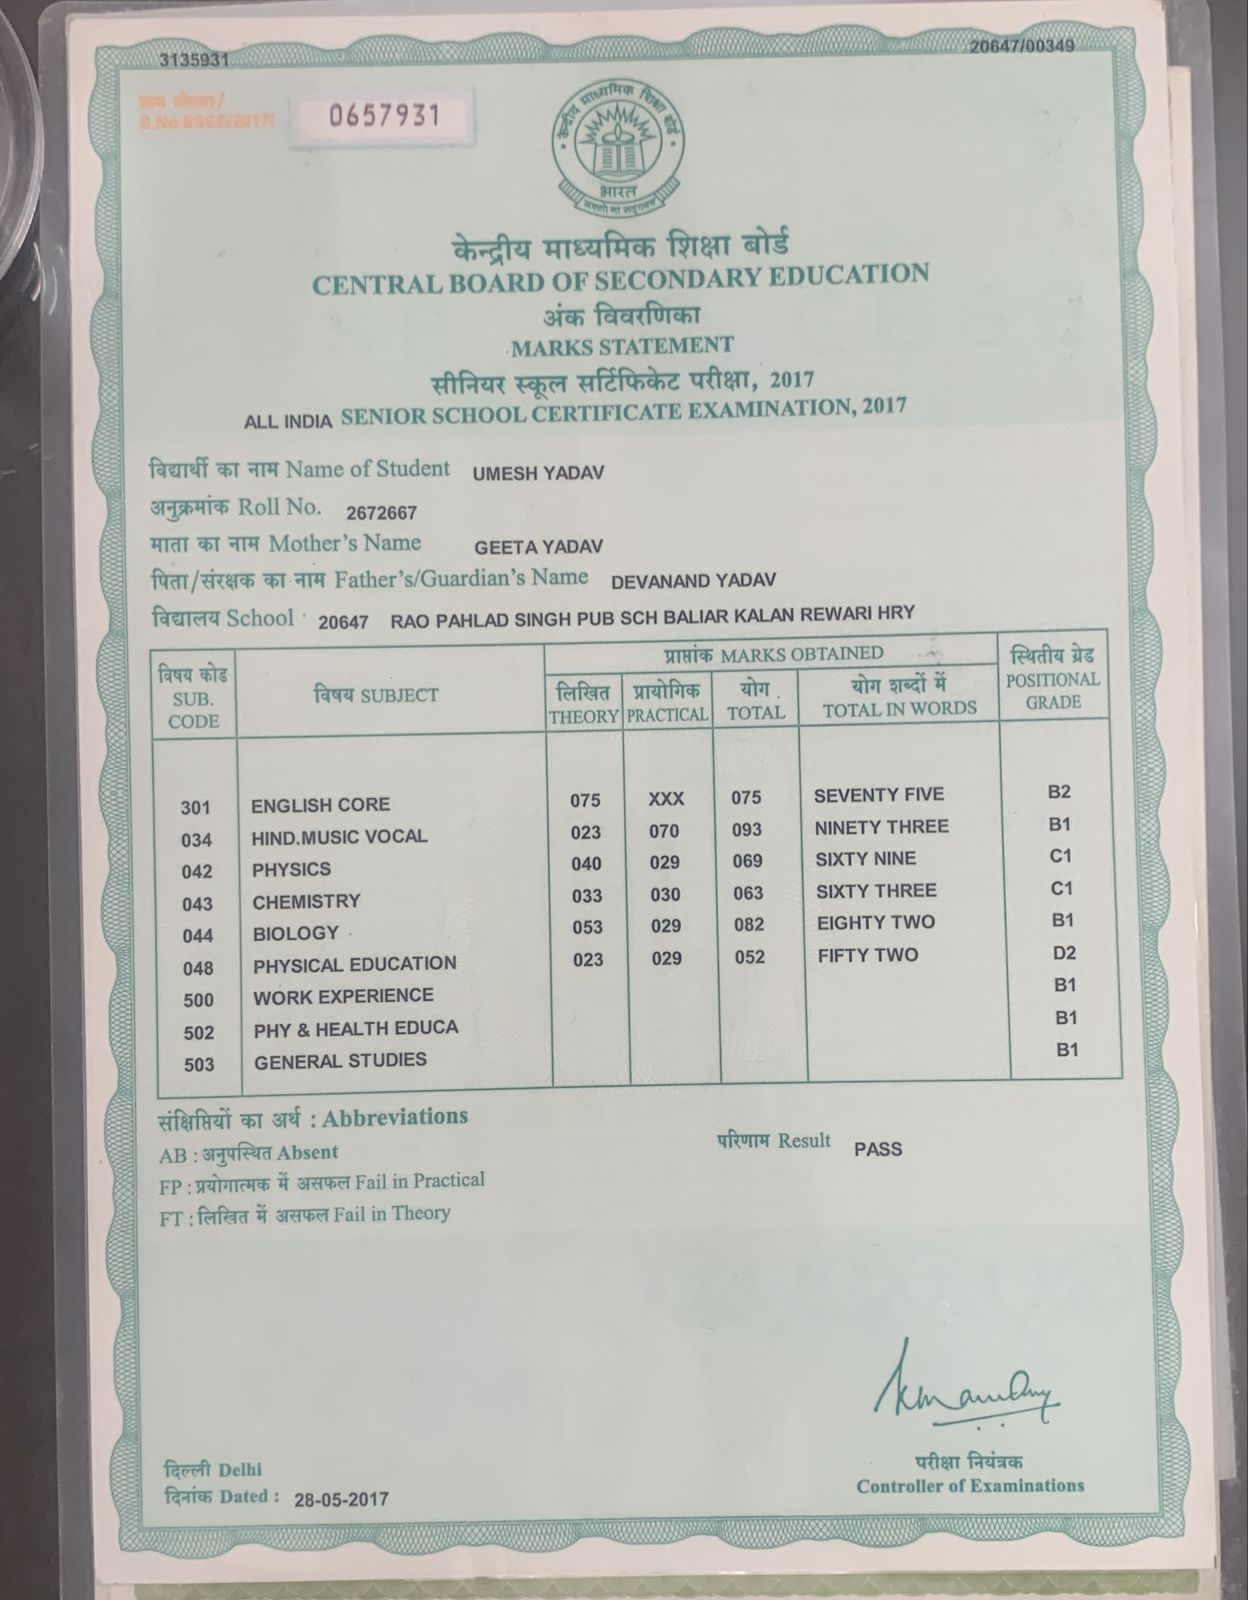 3135931
20647/00349
क्रम संख्या/
S.No.SSCE/2017/
0657931
केन्द्रीय माध्यमिक शिक्षा बोर्ड
भारत
असतो मा सद्गमय
केन्द्रीय माध्यमिक शिक्षा बोर्ड
CENTRAL BOARD OF SECONDARY EDUCATION
अंक विवरणिका
MARKS STATEMENT
सीनियर स्कूल सर्टिफिकेट परीक्षा, 2017
ALL INDIA SENIOR SCHOOL CERTIFICATE EXAMINATION, 2017
विद्यार्थी का नाम Name of Student UMESH YADAV
अनुक्रमांक Roll No. 2672667
माता का नाम Mother's Name GEETA YADAV
पिता/संरक्षक का नाम Father's/Guardian's Name DEVANAND YADAV
विद्यालय School 20647 RAO PAHLAD SINGH PUB SCH BALIAR KALAN REWARI HRY
विषय कोड SUB. CODE विषय SUBJECT प्राप्तांक MARKS OBTAINED स्थितीय ग्रेड POSITIONAL GRADE
लिखित THEORY प्रायोगिक PRACTICAL योग TOTAL योग शब्दों में TOTAL IN WORDS
301 ENGLISH CORE 075 XXX 075 SEVENTY FIVE B2
034 HIND.MUSIC VOCAL 023 070 093 NINETY THREE B1
042 PHYSICS 040 029 069 SIXTY NINE C1
043 CHEMISTRY 033 030 063 SIXTY THREE C1
044 BIOLOGY 053 029 082 EIGHTY TWO B1
048 PHYSICAL EDUCATION 023 029 052 FIFTY TWO D2
500 WORK EXPERIENCE B1
502 PHY & HEALTH EDUCA B1
503 GENERAL STUDIES B1
संक्षिप्तियों का अर्थ : Abbreviations
AB : अनुपस्थित Absent
परिणाम Result PASS
FP : प्रयोगात्मक में असफल Fail in Practical
FT : लिखित में असफल Fail in Theory
दिल्ली Delhi
दिनांक Dated : 28-05-2017
परीक्षा नियंत्रक
Controller of Examinations